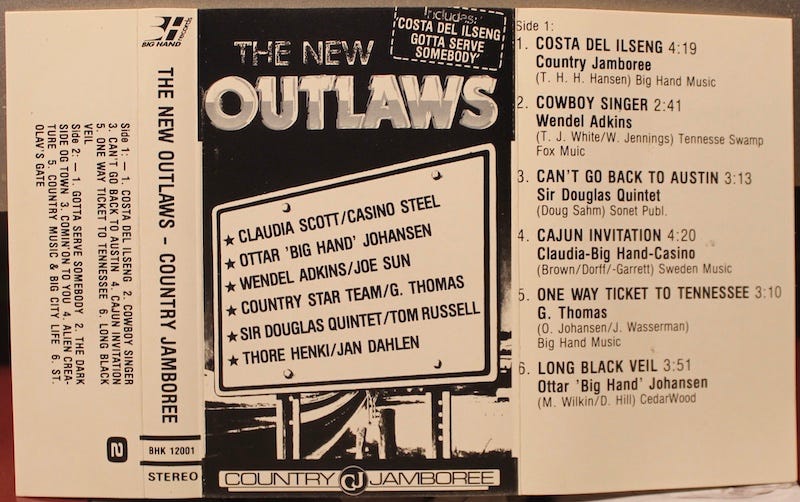 Side 1: — 1. COSTA DEL ILSENG 2. COWBOY SINGER
3. CAN'T GO BACK TO AUSTIN 4. CAJUN INVITATION
5. ONE WAY TICKET TO TENNESSEE 6. LONG BLACK
VEIL
Side 2: — 1. GOTTA SERVE SOMEBODY 2. THE DARK
SIDE OG TOWN 3. COMIN'ON TO YOU 4. ALIEN CREA-
TURE 5. COUNTRY MUSIC & BIG CITY LIFE 6. ST.
OLAV'S GATE
2
BH records
BIG HAND
THE NEW OUTLAWS - COUNTRY JAMBOREE
BHK 12001
STEREO
Includes:
COSTA DEL ILSENG
GOTTA SERVE
SOMEBODY
THE NEW
OUTLAWS
★ CLAUDIA SCOTT/CASINO STEEL
★ OTTAR 'BIG HAND' JOHANSEN
★ WENDEL ADKINS/JOE SUN
★ COUNTRY STAR TEAM/G. THOMAS
★ SIR DOUGLAS QUINTET/TOM RUSSELL
★ THORE HENKI/JAN DAHLEN
COUNTRY CJ JAMBOREE
Side 1:
1. COSTA DEL ILSENG 4:19
Country Jamboree
(T. H. H. Hansen) Big Hand Music
2. COWBOY SINGER 2:41
Wendel Adkins
(T. J. White/W. Jennings) Tennesse Swamp
Fox Muic
3. CAN'T GO BACK TO AUSTIN 3:13
Sir Douglas Quintet
(Doug Sahm) Sonet Publ.
4. CAJUN INVITATION 4:20
Claudia-Big Hand-Casino
(Brown/Dorff/-Garrett) Sweden Music
5. ONE WAY TICKET TO TENNESSEE 3:10
G. Thomas
(O. Johansen/J. Wasserman)
Big Hand Music
6. LONG BLACK VEIL 3:51
Ottar 'Big Hand' Johansen
(M. Wilkin/D. Hill) CedarWood